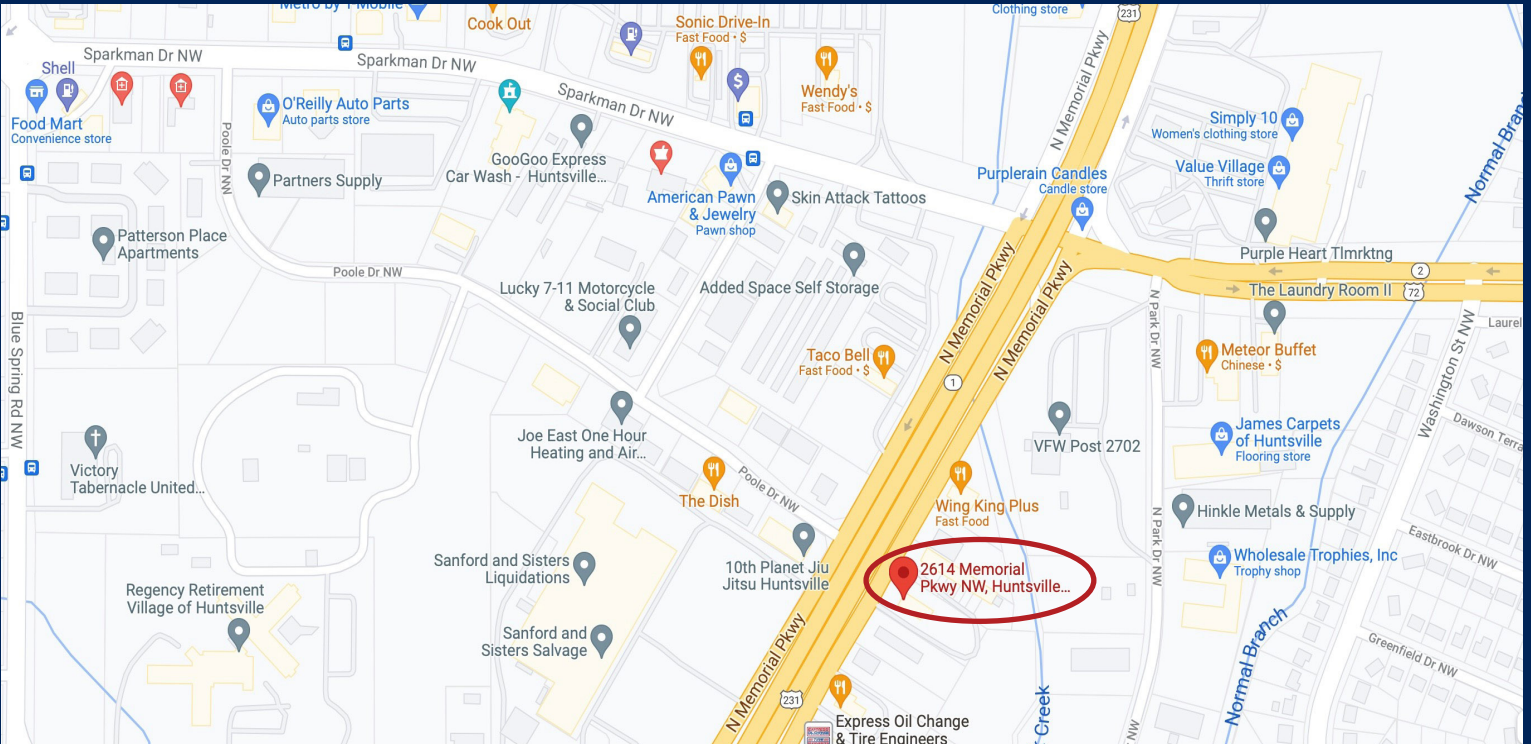 Metro by T-Mobile
Cook Out
Sonic Drive-In
Fast Food • $
Clothing store
231
Sparkman Dr NW
Sparkman Dr NW
Sparkman Dr NW
Shell
Food Mart
Convenience store
O'Reilly Auto Parts
Auto parts store
Wendy's
Fast Food • $
N Memorial Pkwy
Simply 10
Women's clothing store
Value Village
Thrift store
Normal Branch
Poole Dr NW
Partners Supply
GooGoo Express
Car Wash - Huntsville...
American Pawn
& Jewelry
Pawn shop
Skin Attack Tattoos
Purplerain Candles
Candle store
Purple Heart Tlmrktng
Patterson Place
Apartments
Poole Dr NW
Lucky 7-11 Motorcycle
& Social Club
Added Space Self Storage
N Memorial Pkwy
N Memorial Pkwy
2
The Laundry Room II
72
N Park Dr NW
Laurel
Blue Spring Rd NW
Taco Bell
Fast Food • $
1
Meteor Buffet
Chinese • $
Washington St NW
Joe East One Hour
Heating and Air...
VFW Post 2702
James Carpets
of Huntsville
Flooring store
Dawson Terra
Victory
Tabernacle United...
The Dish
Poole Dr NW
Wing King Plus
Fast Food
N Park Dr NW
Hinkle Metals & Supply
Eastbrook Dr NW
Sanford and Sisters
Liquidations
10th Planet Jiu
Jitsu Huntsville
2614 Memorial
Pkwy NW, Huntsville...
Wholesale Trophies, Inc
Trophy shop
Regency Retirement
Village of Huntsville
Sanford and
Sisters Salvage
N Memorial Pkwy
231
Normal Branch
Greenfield Dr NW
Express Oil Change
& Tire Engineers
Creek
NW